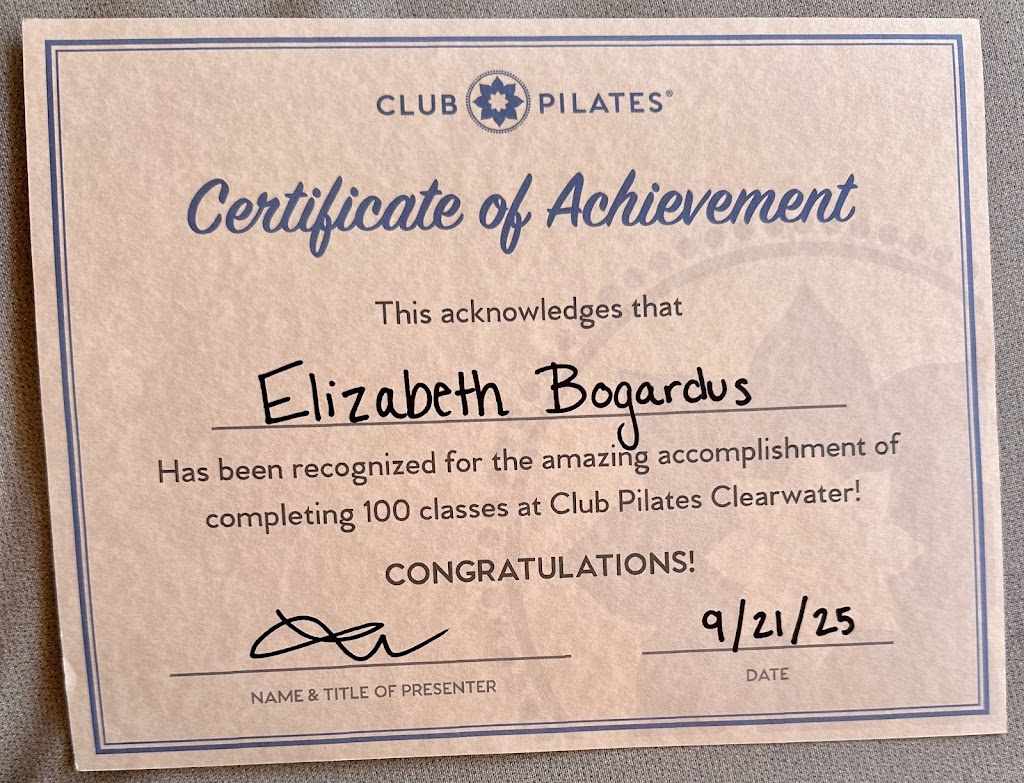 CLUB PILATES®
Certificate of Achievement
This acknowledges that
Elizabeth Bogardus
Has been recognized for the amazing accomplishment of
completing 100 classes at Club Pilates Clearwater!
CONGRATULATIONS!
9/21/25
NAME & TITLE OF PRESENTER DATE